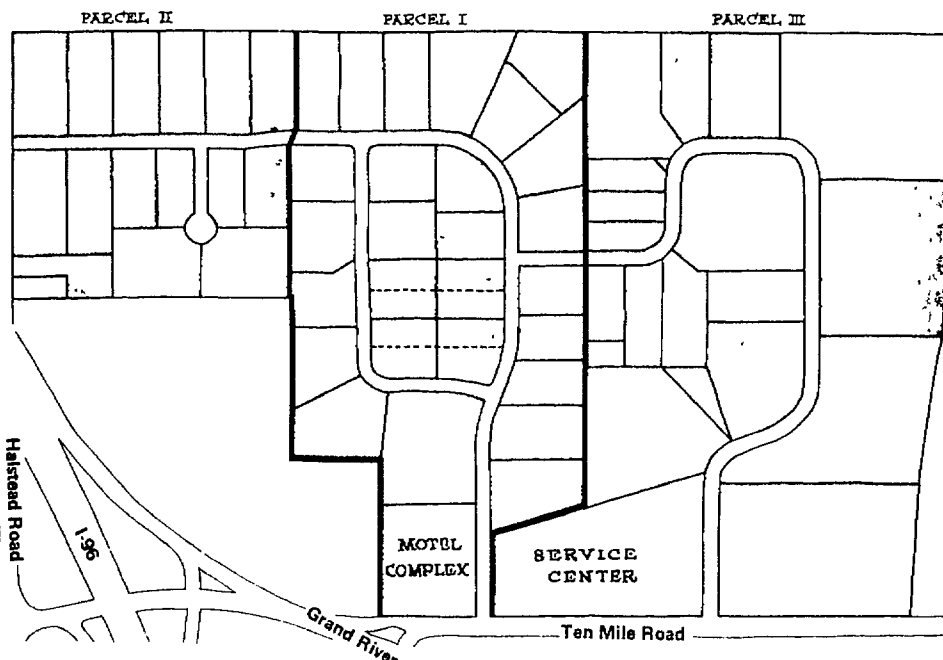 PARCEL II
PARCEL I
PARCEL III
MOTEL
COMPLEX
SERVICE
CENTER
Halstead Road
I-96
Grand River
Ten Mile Road